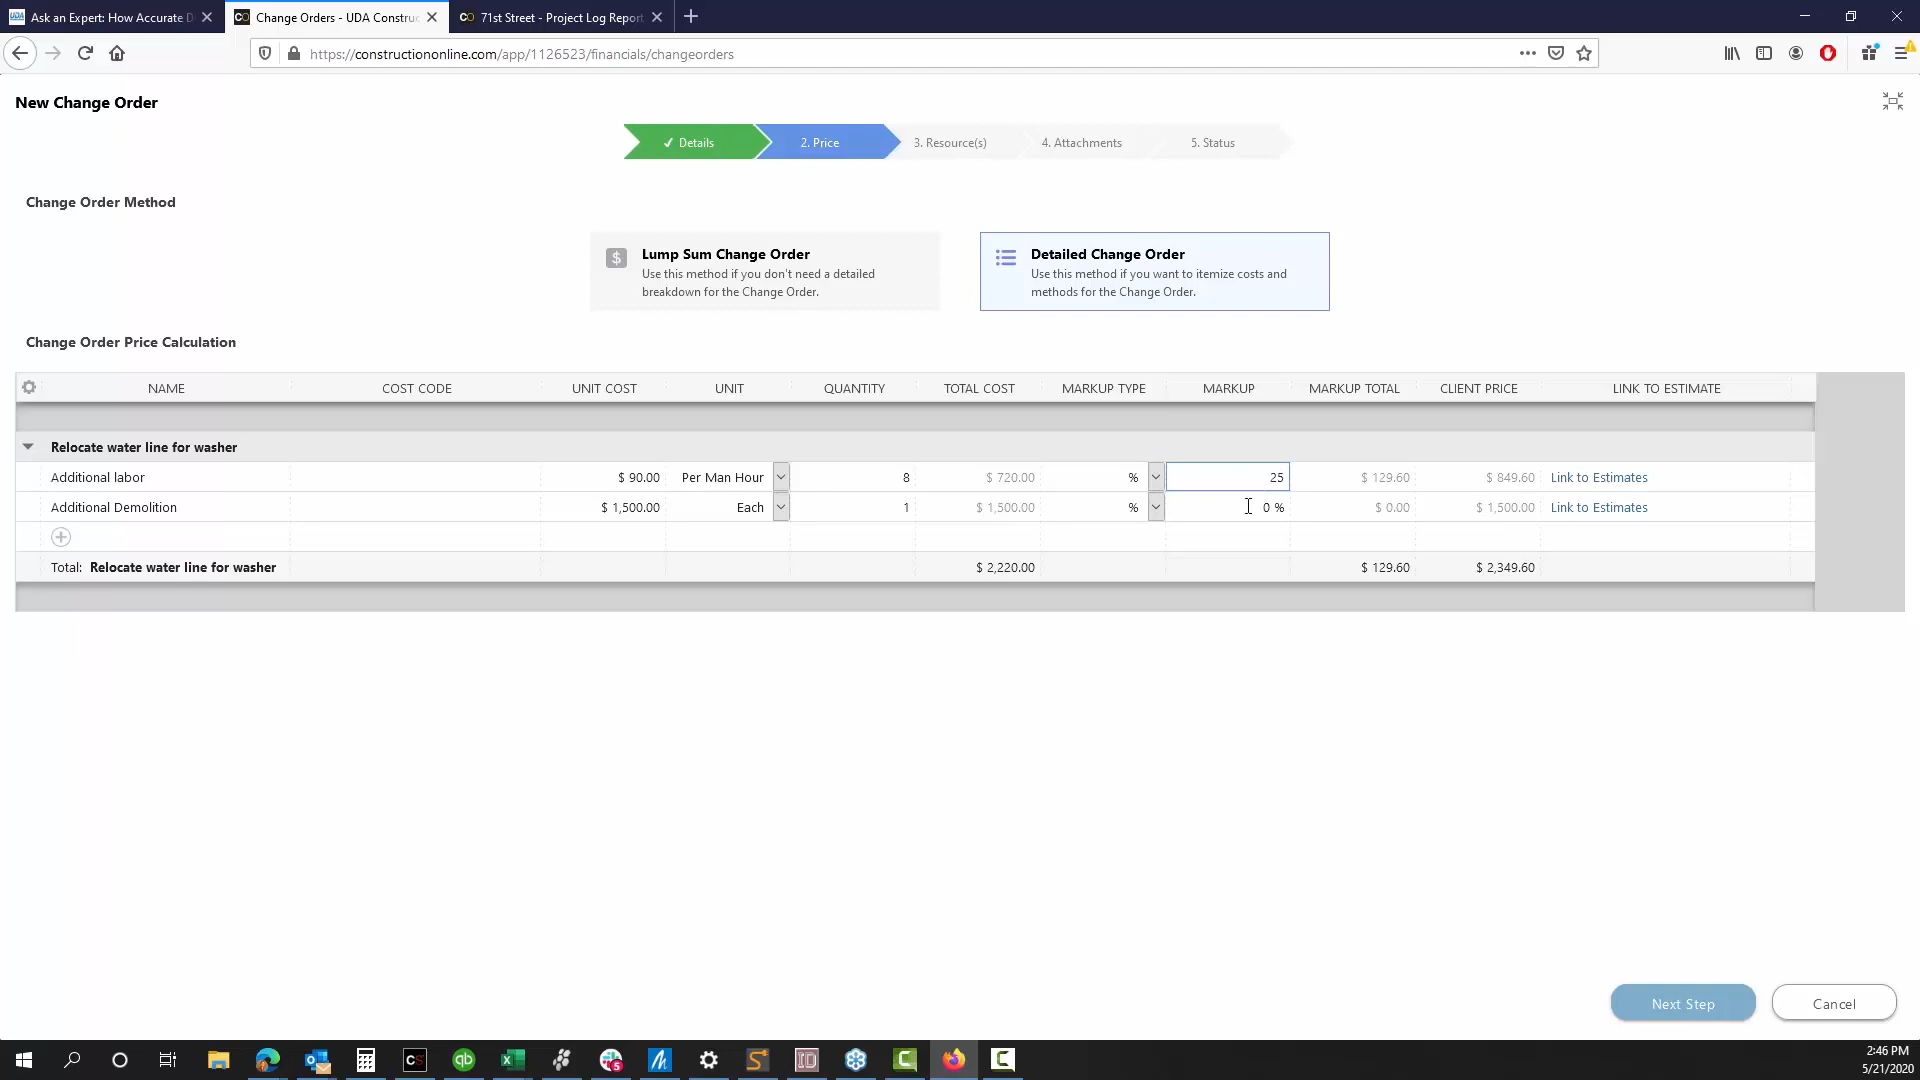 Ask an Expert: How Accurate D
Change Orders - UDA Construc
71st Street - Project Log Report
https://constructiononline.com/app/1126523/financials/changeorders
New Change Order
Details
2. Price
3. Resource(s)
4. Attachments
5. Status
Change Order Method
Lump Sum Change Order
Use this method if you don't need a detailed
breakdown for the Change Order.
Detailed Change Order
Use this method if you want to itemize costs and
methods for the Change Order.
Change Order Price Calculation
NAME COST CODE UNIT COST UNIT QUANTITY TOTAL COST MARKUP TYPE MARKUP MARKUP TOTAL CLIENT PRICE LINK TO ESTIMATE
Relocate water line for washer
Additional labor $ 90.00 Per Man Hour 8 $ 720.00 % 25 $ 129.60 $ 849.60 Link to Estimates
Additional Demolition $ 1,500.00 Each 1 $ 1,500.00 % 0 % $ 0.00 $ 1,500.00 Link to Estimates
Total: Relocate water line for washer $ 2,220.00 $ 129.60 $ 2,349.60
Next Step
Cancel
2:46 PM
5/21/2020